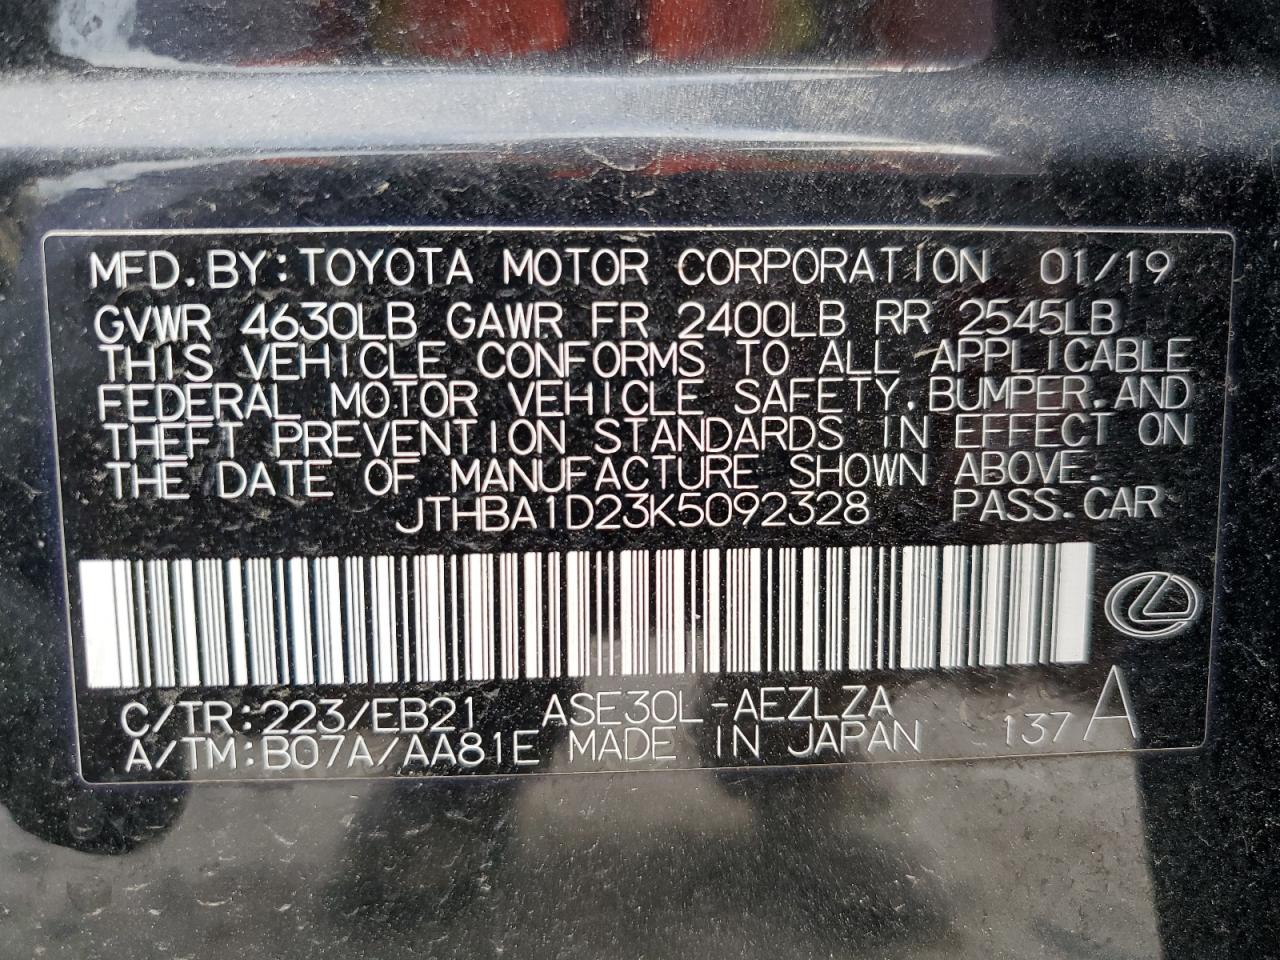 MFD.BY:TOYOTA MOTOR CORPORATION 01/19
GVWR 4630LB GAWR FR 2400LB RR 2545LB
THIS VEHICLE CONFORMS TO ALL APPLICABLE
FEDERAL MOTOR VEHICLE SAFETY,BUMPER,AND
THEFT PREVENTION STANDARDS IN EFFECT ON
THE DATE OF MANUFACTURE SHOWN ABOVE.
JTHBA1D23K5092328 PASS.CAR
C/TR:223/EB21 ASE30L-AEZLZA
A/TM:B07A/AA81E MADE IN JAPAN 137 A